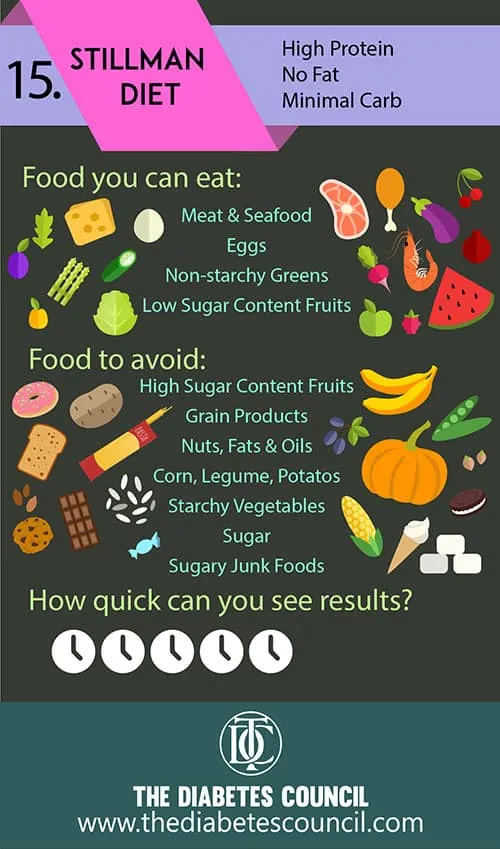 15.
STILLMAN
DIET
High Protein
No Fat
Minimal Carb
Food you can eat:
Meat & Seafood
Eggs
Non-starchy Greens
Low Sugar Content Fruits
Food to avoid:
High Sugar Content Fruits
Grain Products
Nuts, Fats & Oils
Corn, Legume, Potatos
Starchy Vegetables
Sugar
Sugary Junk Foods
How quick can you see results?
THE DIABETES COUNCIL
www.thediabetescouncil.com